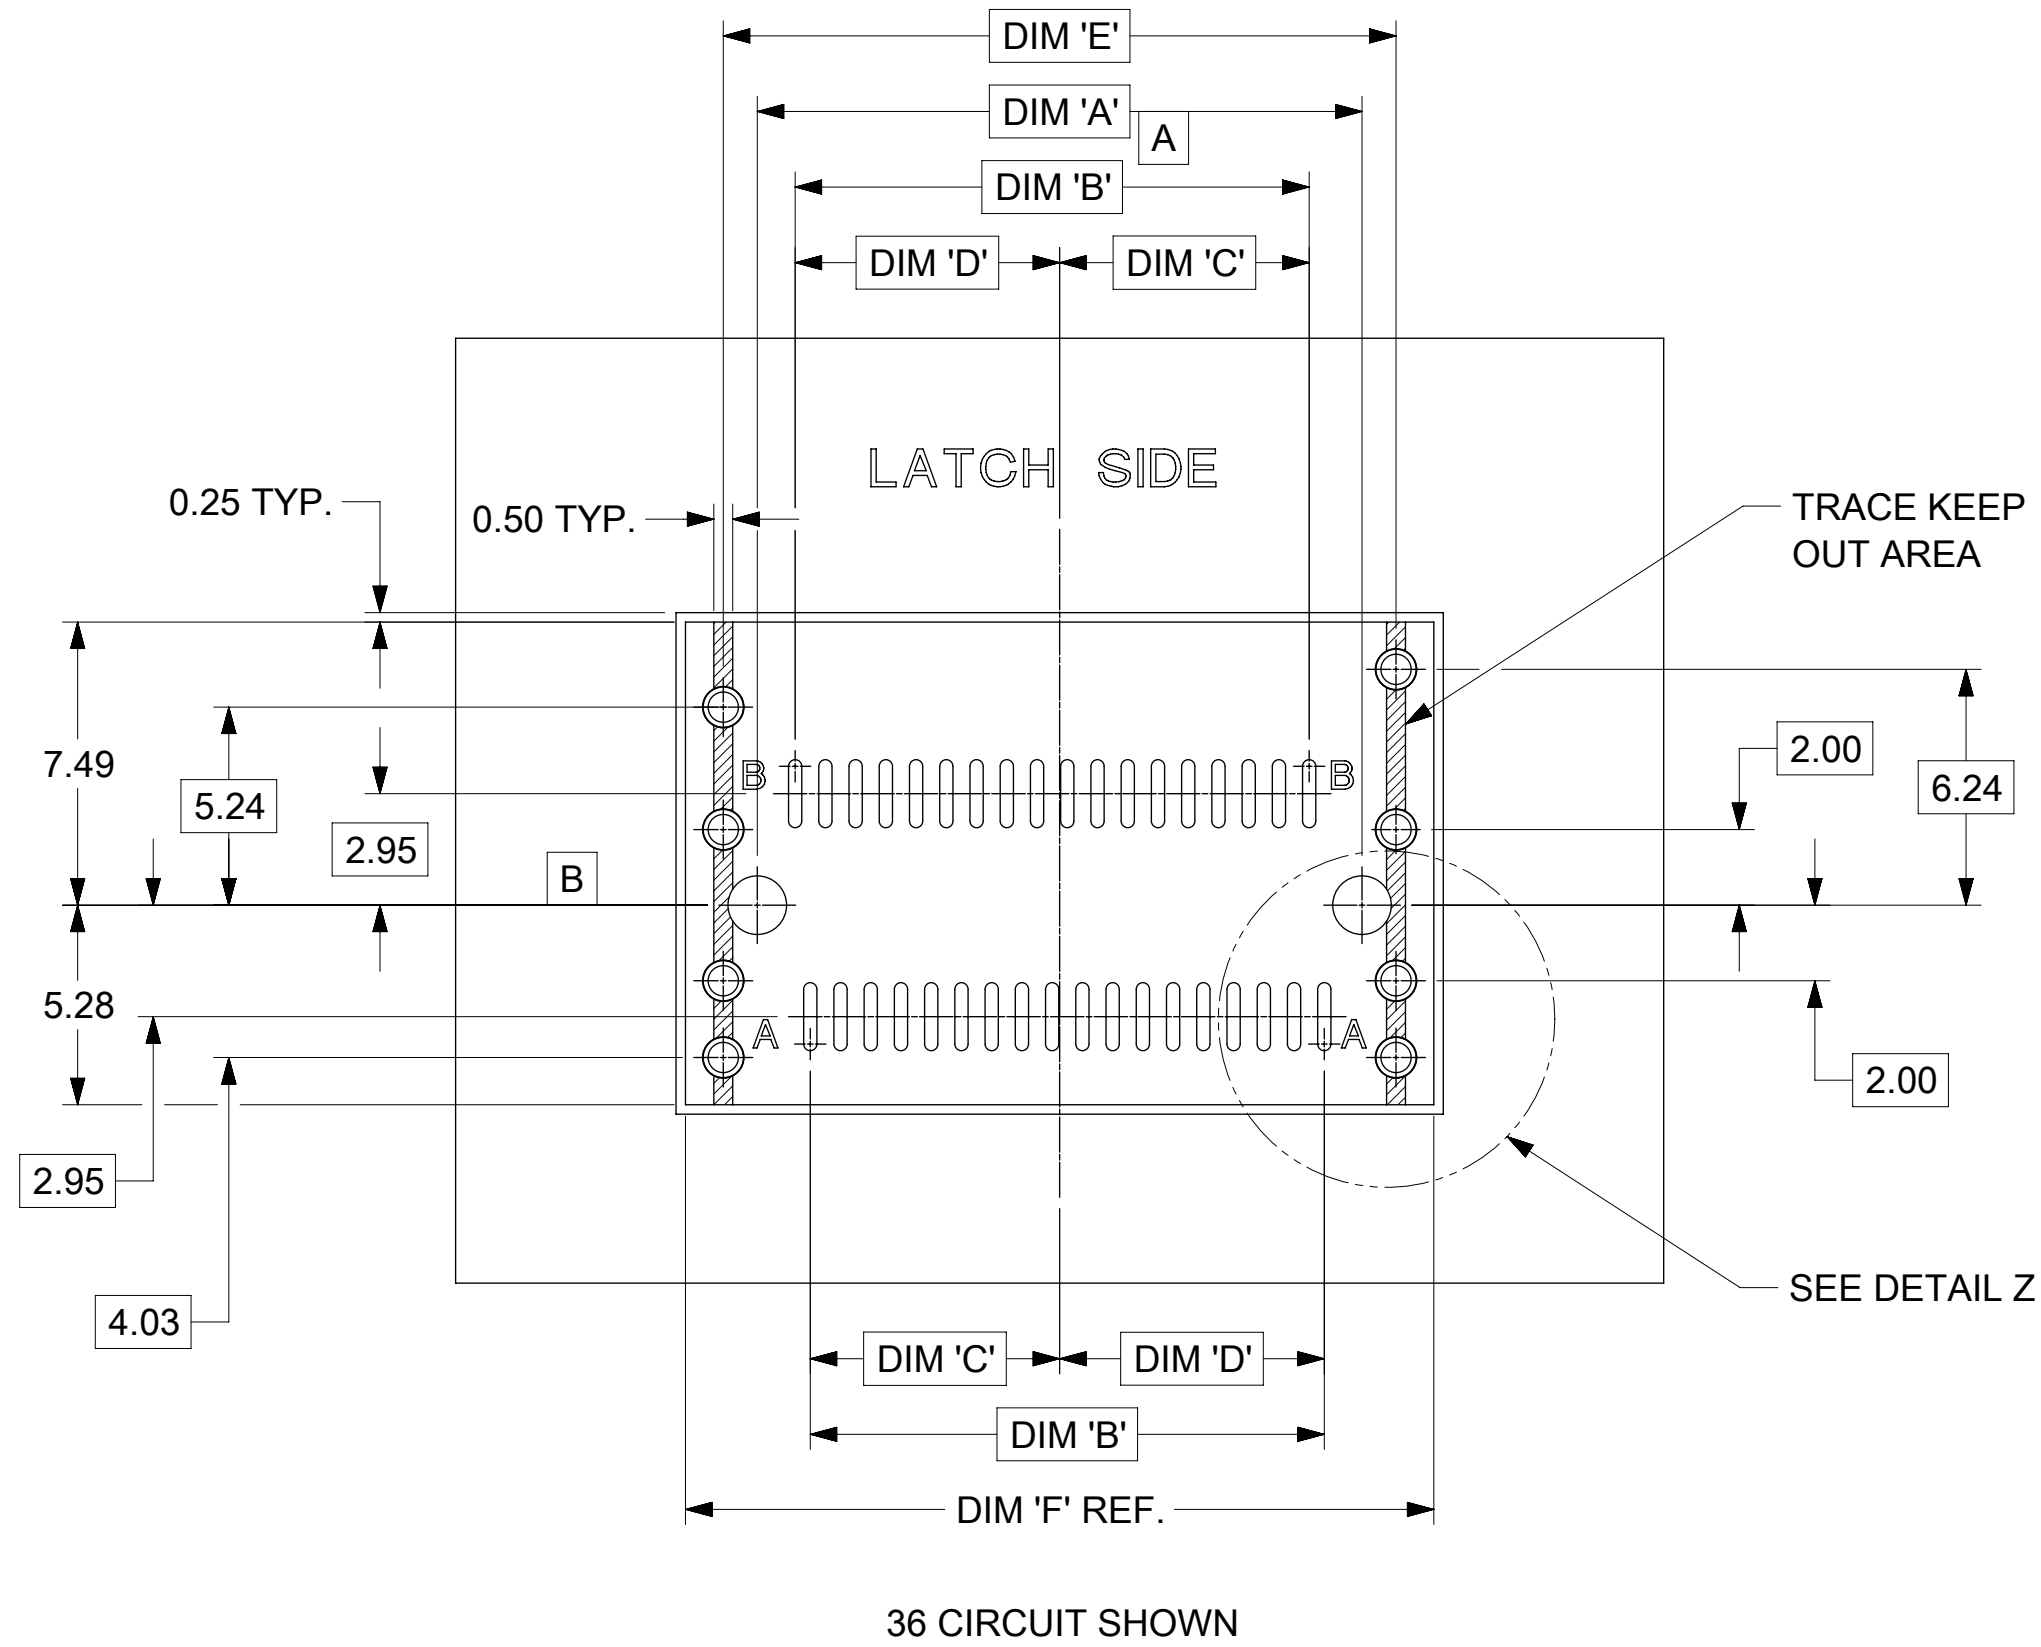 DIM 'E'
DIM 'A'
A
DIM 'B'
DIM 'D'
DIM 'C'
LATCH SIDE
0.25 TYP.
0.50 TYP.
TRACE KEEP
OUT AREA
7.49
5.24
2.95
B
B
B
2.00
6.24
5.28
A
A
2.00
2.95
4.03
SEE DETAIL Z
DIM 'C'
DIM 'D'
DIM 'B'
DIM 'F' REF.
36 CIRCUIT SHOWN